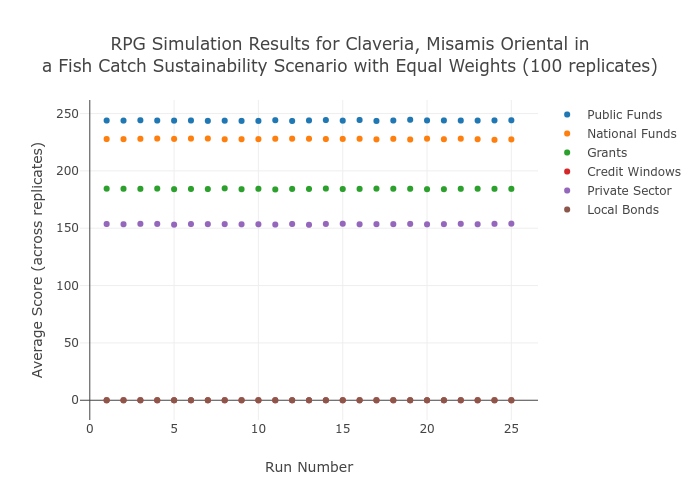 RPG Simulation Results for Claveria, Misamis Oriental in
a Fish Catch Sustainability Scenario with Equal Weights (100 replicates)
Average Score (across replicates)
250
200
150
100
50
0
0
5
10
15
20
25
Run Number
Public Funds
National Funds
Grants
Credit Windows
Private Sector
Local Bonds